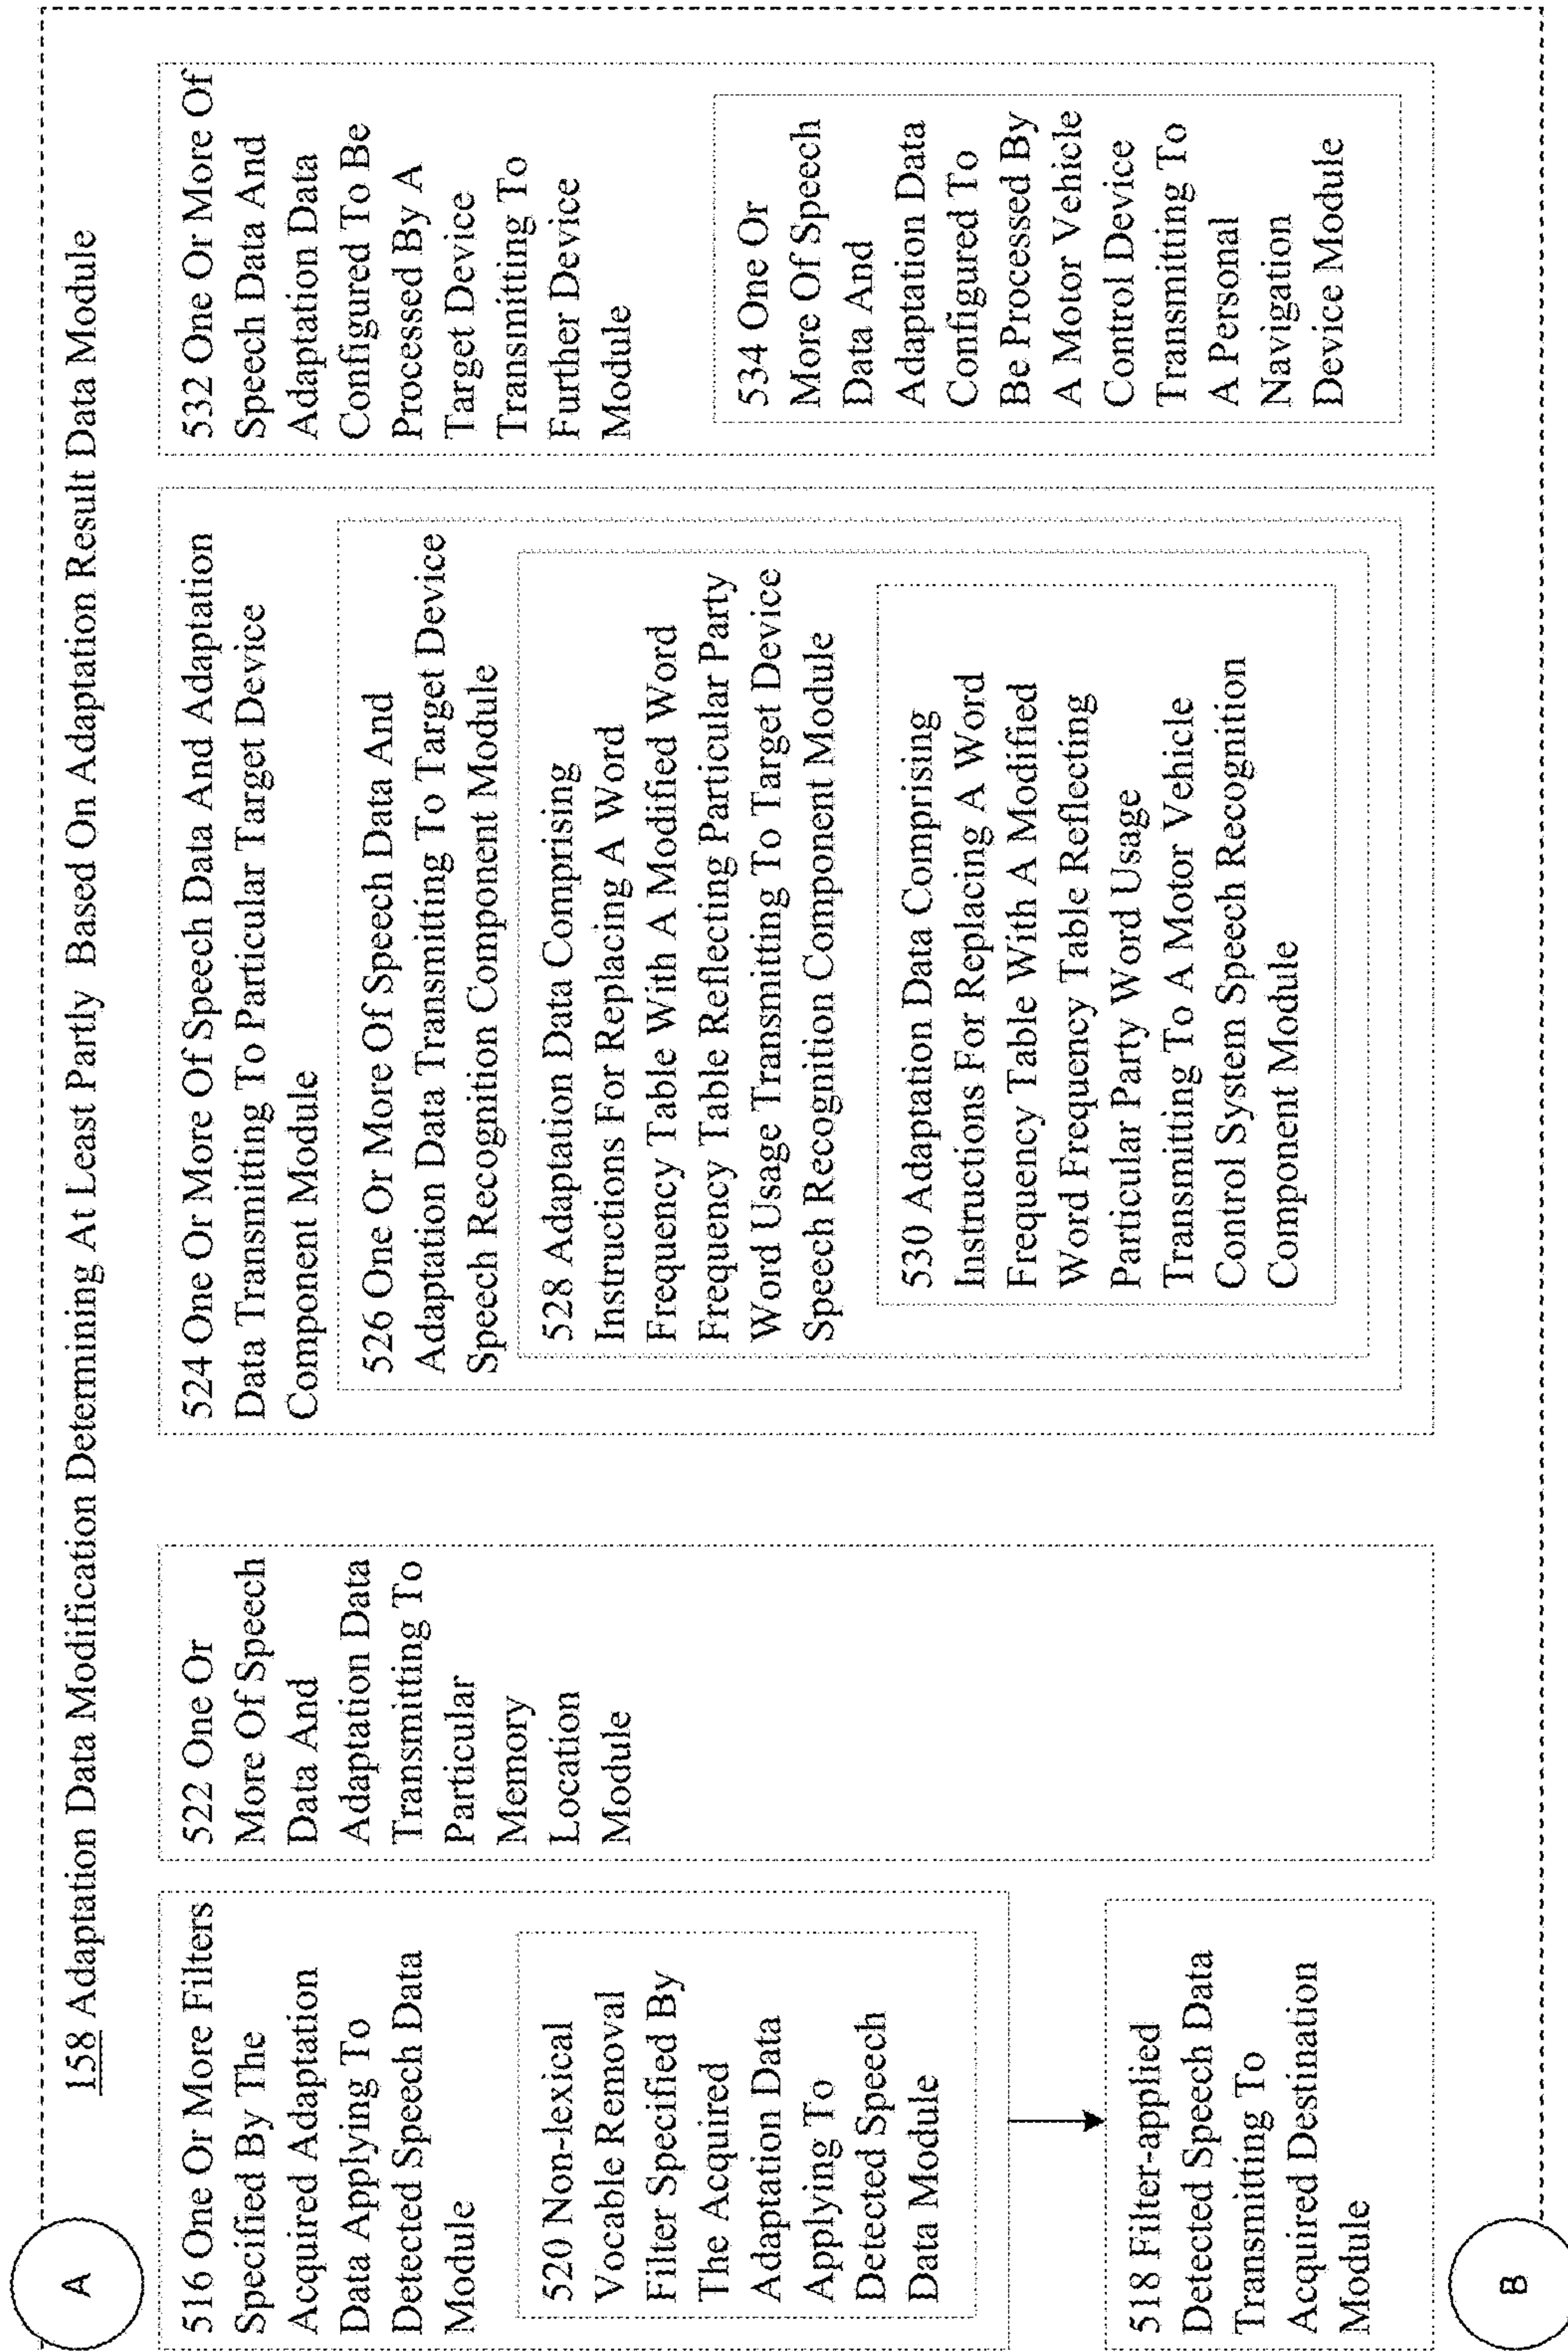 158 Adaptation Data Modification Determining At Least Partly Based On Adaptation Result Data Module
A
516 One Or More Filters
Specified By The
Acquired Adaptation
Data Applying To
Detected Speech Data
Module
520 Non-lexical
Vocable Removal
Filter Specified By
The Acquired
Adaptation Data
Applying To
Detected Speech
Data Module
518 Filter-applied
Detected Speech Data
Transmitting To
Acquired Destination
Module
B
522 One Or
More Of Speech
Data And
Adaptation Data
Transmitting To
Particular
Memory
Location
Module
524 One Or More Of Speech Data And Adaptation
Data Transmitting To Particular Target Device
Component Module
526 One Or More Of Speech Data And
Adaptation Data Transmitting To Target Device
Speech Recognition Component Module
528 Adaptation Data Comprising
Instructions For Replacing A Word
Frequency Table With A Modified Word
Frequency Table Reflecting Particular Party
Word Usage Transmitting To Target Device
Speech Recognition Component Module
530 Adaptation Data Comprising
Instructions For Replacing A Word
Frequency Table With A Modified
Word Frequency Table Reflecting
Particular Party Word Usage
Transmitting To A Motor Vehicle
Control System Speech Recognition
Component Module
532 One Or More Of
Speech Data And
Adaptation Data
Configured To Be
Processed By A
Target Device
Transmitting To
Further Device
Module
534 One Or
More Of Speech
Data And
Adaptation Data
Configured To
Be Processed By
A Motor Vehicle
Control Device
Transmitting To
A Personal
Navigation
Device Module